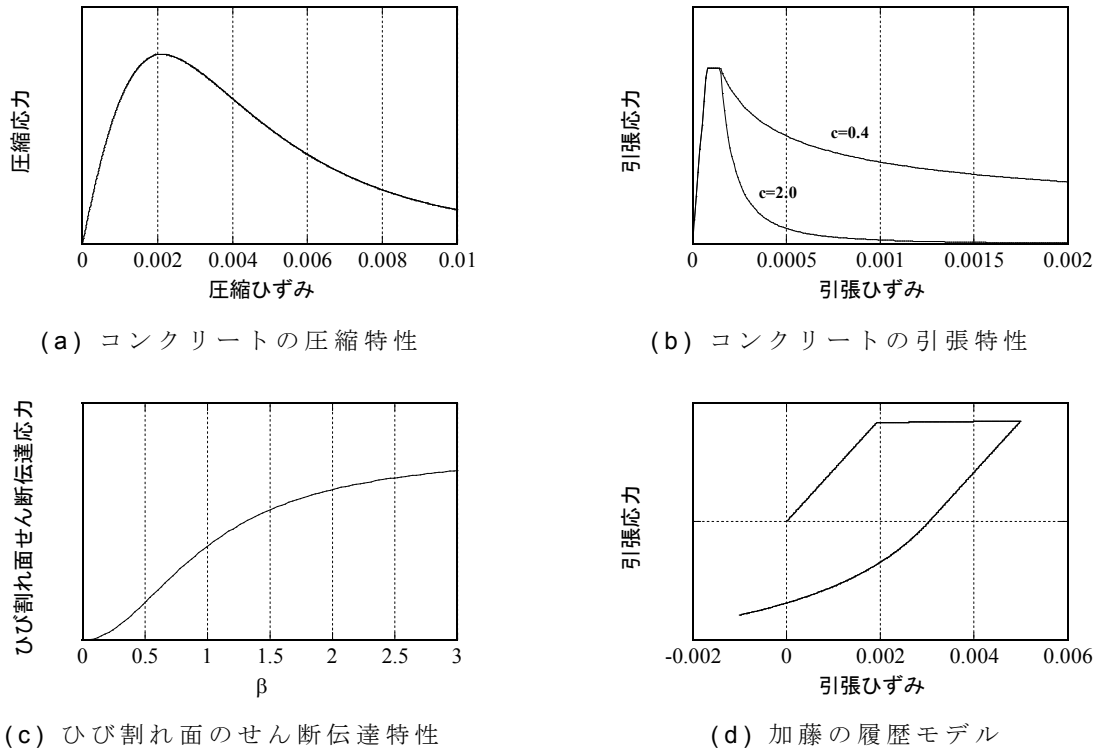 圧縮応力
0 0.002 0.004 0.006 0.008 0.01
圧縮ひずみ
(a) コンクリートの圧縮特性
引張応力
c=0.4
c=2.0
0 0.0005 0.001 0.0015 0.002
引張ひずみ
(b) コンクリートの引張特性
ひび割れ面せん断伝達応力
0 0.5 1 1.5 2 2.5 3
β
(c) ひび割れ面のせん断伝達特性
引張応力
-0.002 0 0.002 0.004 0.006
引張ひずみ
(d) 加藤の履歴モデル